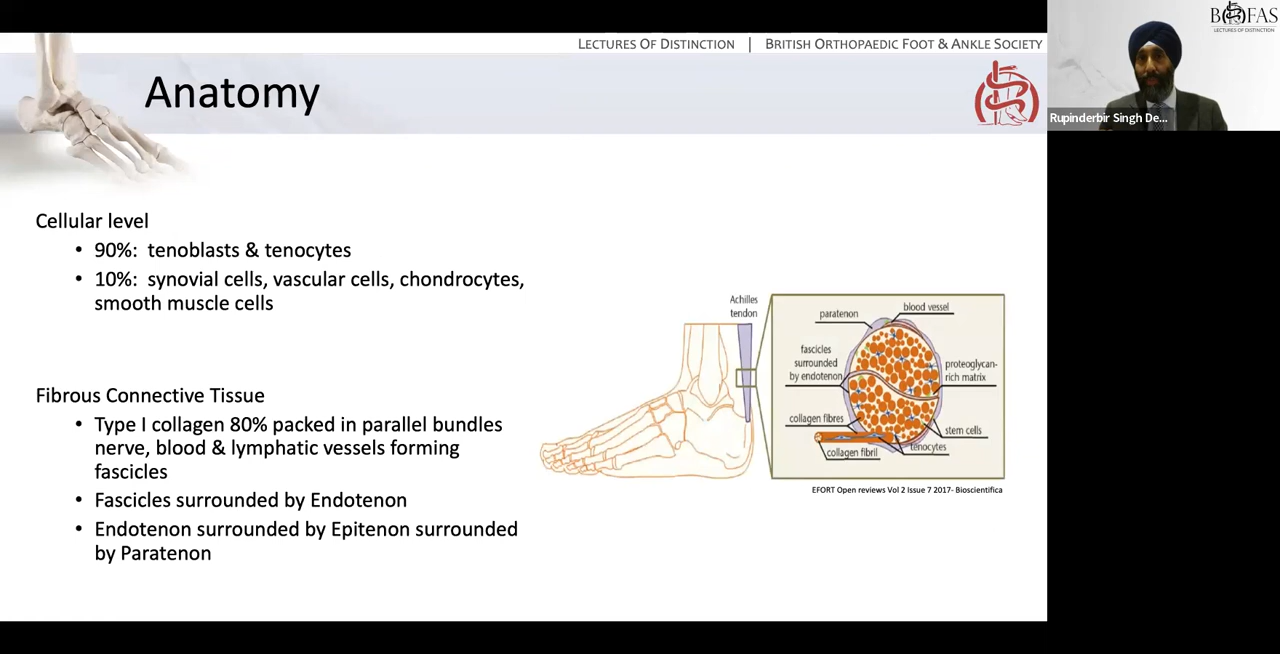 LECTURES OF DISTINCTION | BRITISH ORTHOPAEDIC FOOT & ANKLE SOCIETY
BOFAS
LECTURES OF DISTINCTION
Anatomy
Rupinderbir Singh De...
Cellular level
• 90%: tenoblasts & tenocytes
• 10%: synovial cells, vascular cells, chondrocytes,
smooth muscle cells
Fibrous Connective Tissue
• Type I collagen 80% packed in parallel bundles
nerve, blood & lymphatic vessels forming
fascicles
• Fascicles surrounded by Endotenon
• Endotenon surrounded by Epitenon surrounded
by Paratenon
Achilles
tendon
paratenon
blood vessel
fascicles
surrounded
by endotenon
proteoglycan-
rich matrix
collagen fibres
stem cells
tenocytes
collagen fibril
EFORT Open reviews Vol 2 Issue 7 2017- Bioscientifica